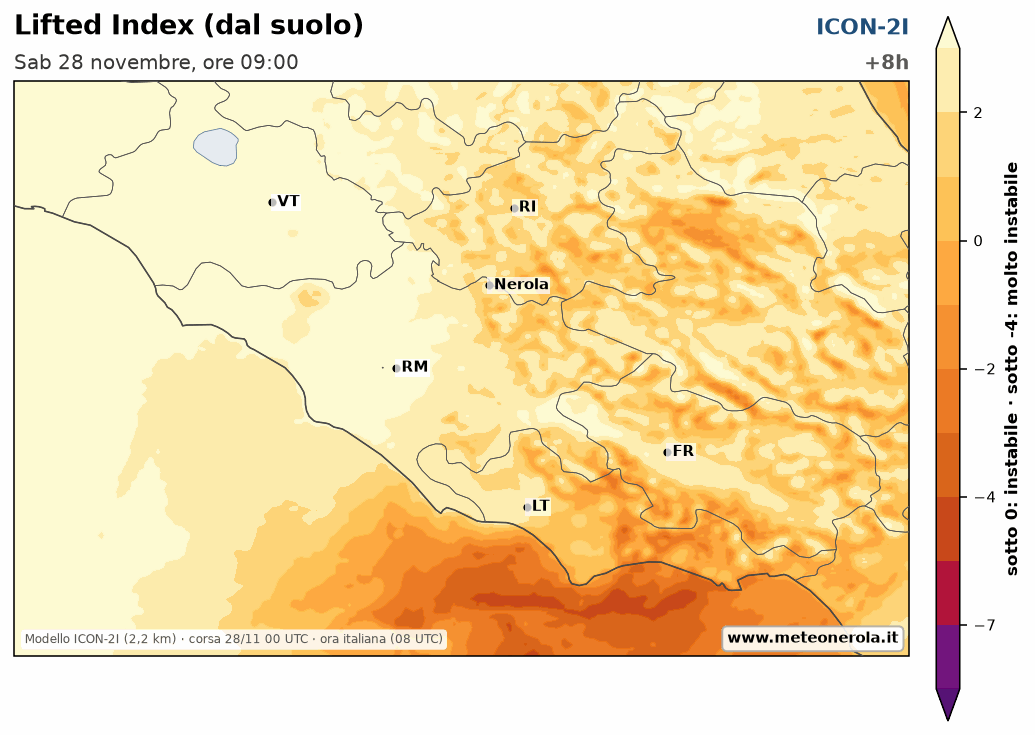 Lifted Index (dal suolo)
ICON-2I
Sab 28 novembre, ore 09:00
+8h
VT
RI
Nerola
RM
FR
LT
Modello ICON-2I (2,2 km) · corsa 28/11 00 UTC · ora italiana (08 UTC)
www.meteonerola.it
2
0
−2
−4
−7
sotto 0: instabile · sotto -4: molto instabile